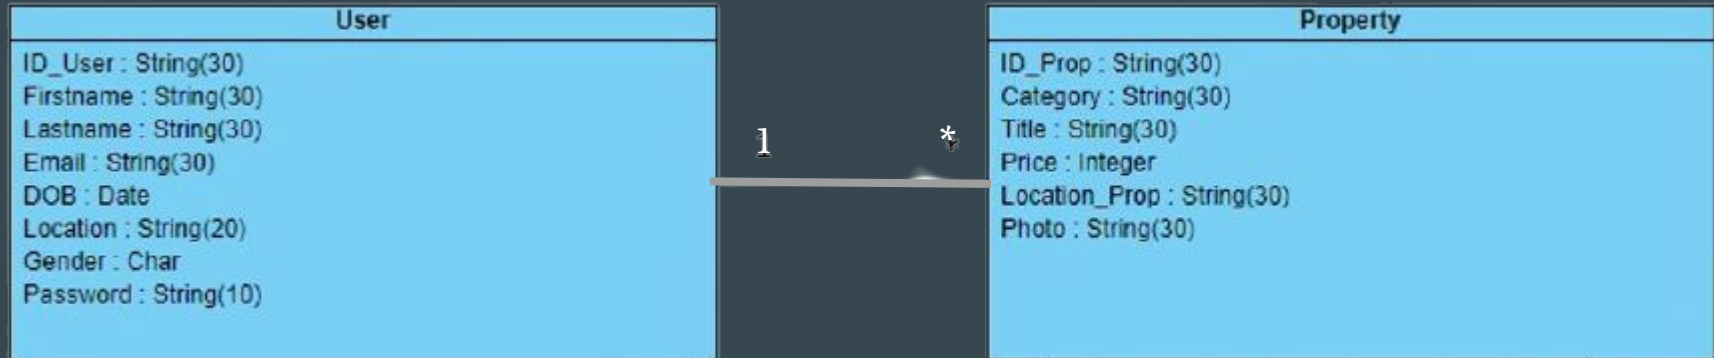 User
ID_User : String(30)
Firstname : String(30)
Lastname : String(30)
Email : String(30)
DOB : Date
Location : String(20)
Gender : Char
Password : String(10)
1
*
Property
ID_Prop : String(30)
Category : String(30)
Title : String(30)
Price : Integer
Location_Prop : String(30)
Photo : String(30)